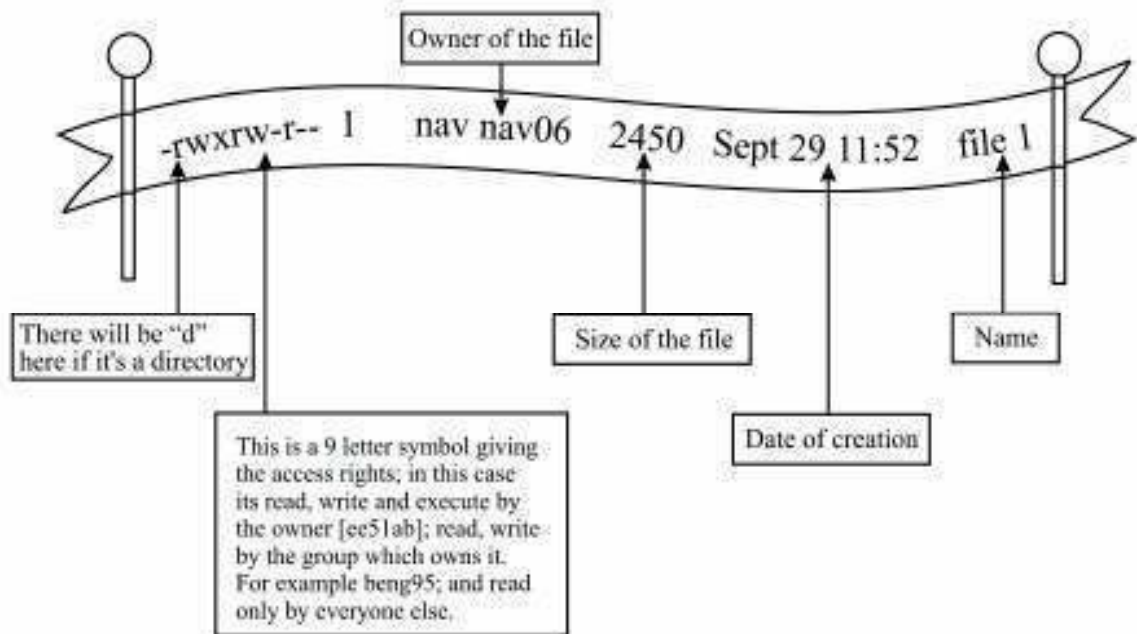 Owner of the file
-rwxrw-r-- 1 nav nav06 2450 Sept 29 11:52 file 1
There will be “d”
here if it's a directory
Size of the file
Name
This is a 9 letter symbol giving
the access rights; in this case
its read, write and execute by
the owner [ee51ab]; read, write
by the group which owns it.
For example beng95; and read
only by everyone else.
Date of creation